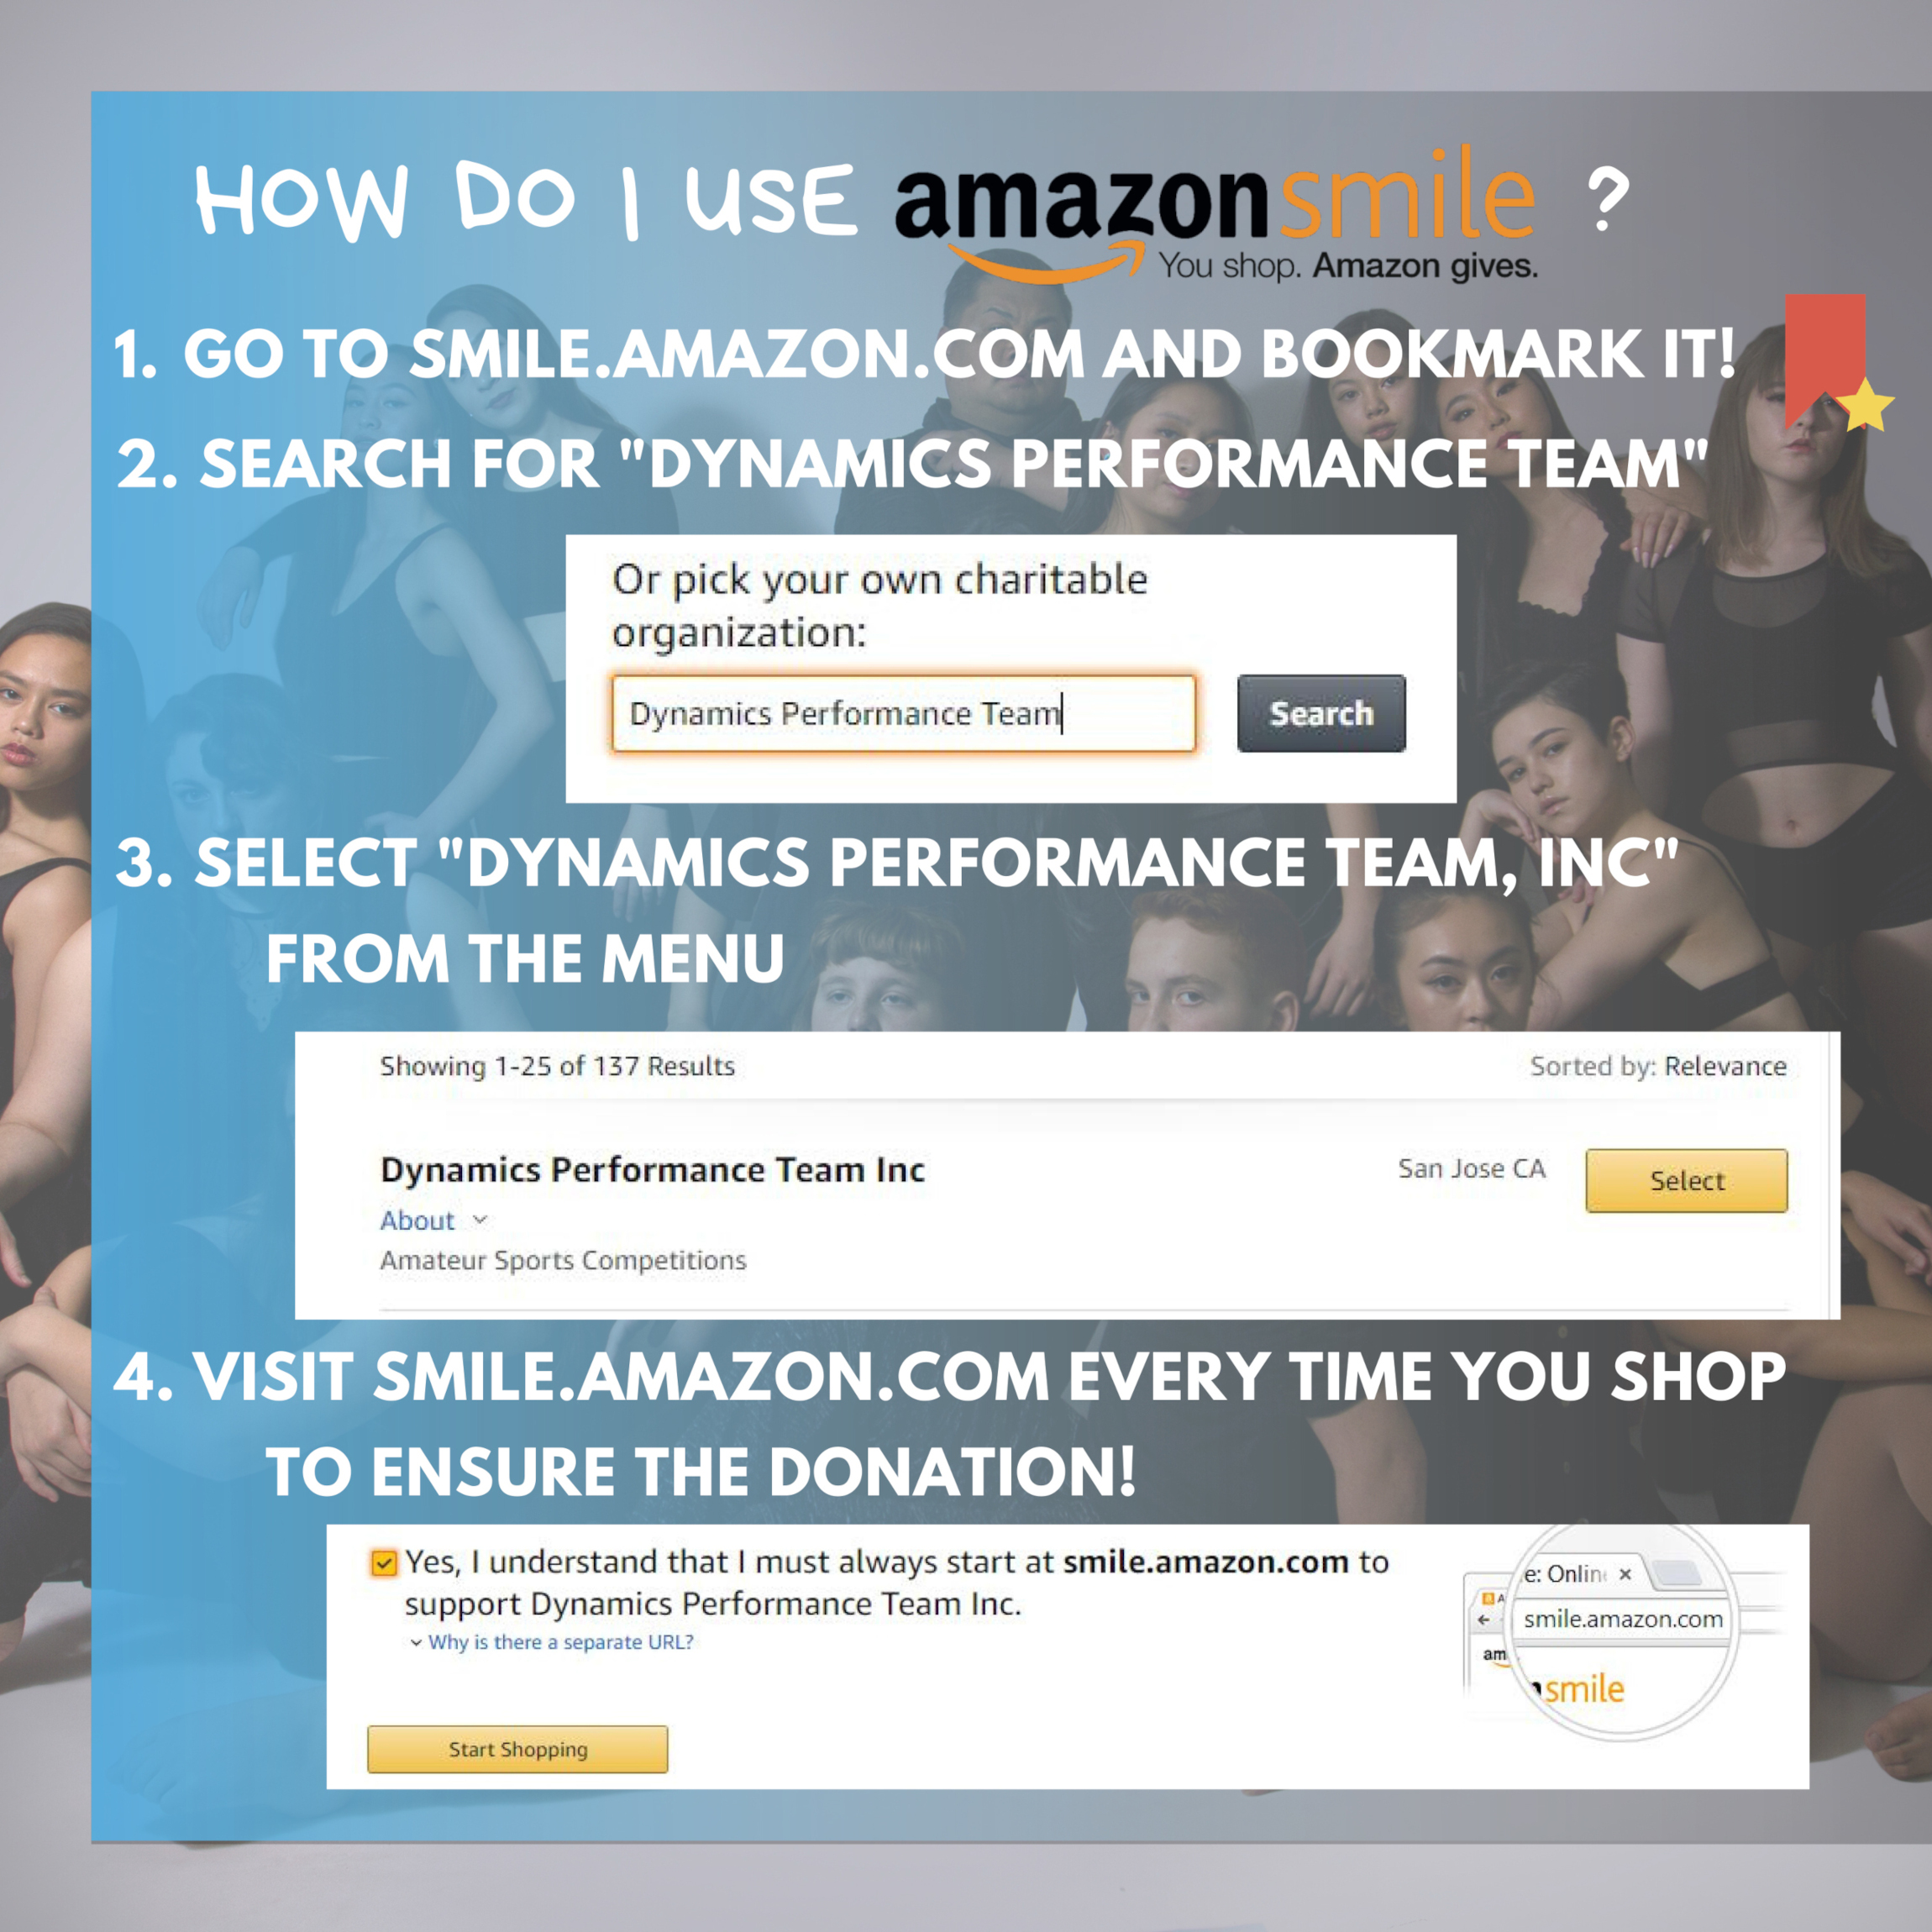 HOW DO I USE amazonsmile ?
You shop. Amazon gives.
1. GO TO SMILE.AMAZON.COM AND BOOKMARK IT!
2. SEARCH FOR "DYNAMICS PERFORMANCE TEAM"
Or pick your own charitable
organization:
Dynamics Performance Team
Search
3. SELECT "DYNAMICS PERFORMANCE TEAM, INC"
FROM THE MENU
Showing 1-25 of 137 Results
Sorted by: Relevance
Dynamics Performance Team Inc
San Jose CA
Select
About
Amateur Sports Competitions
4. VISIT SMILE.AMAZON.COM EVERY TIME YOU SHOP
TO ENSURE THE DONATION!
Yes, I understand that I must always start at smile.amazon.com to
support Dynamics Performance Team Inc.
Why is there a separate URL?
Start Shopping
e: Onlin
smile.amazon.com
am
smile